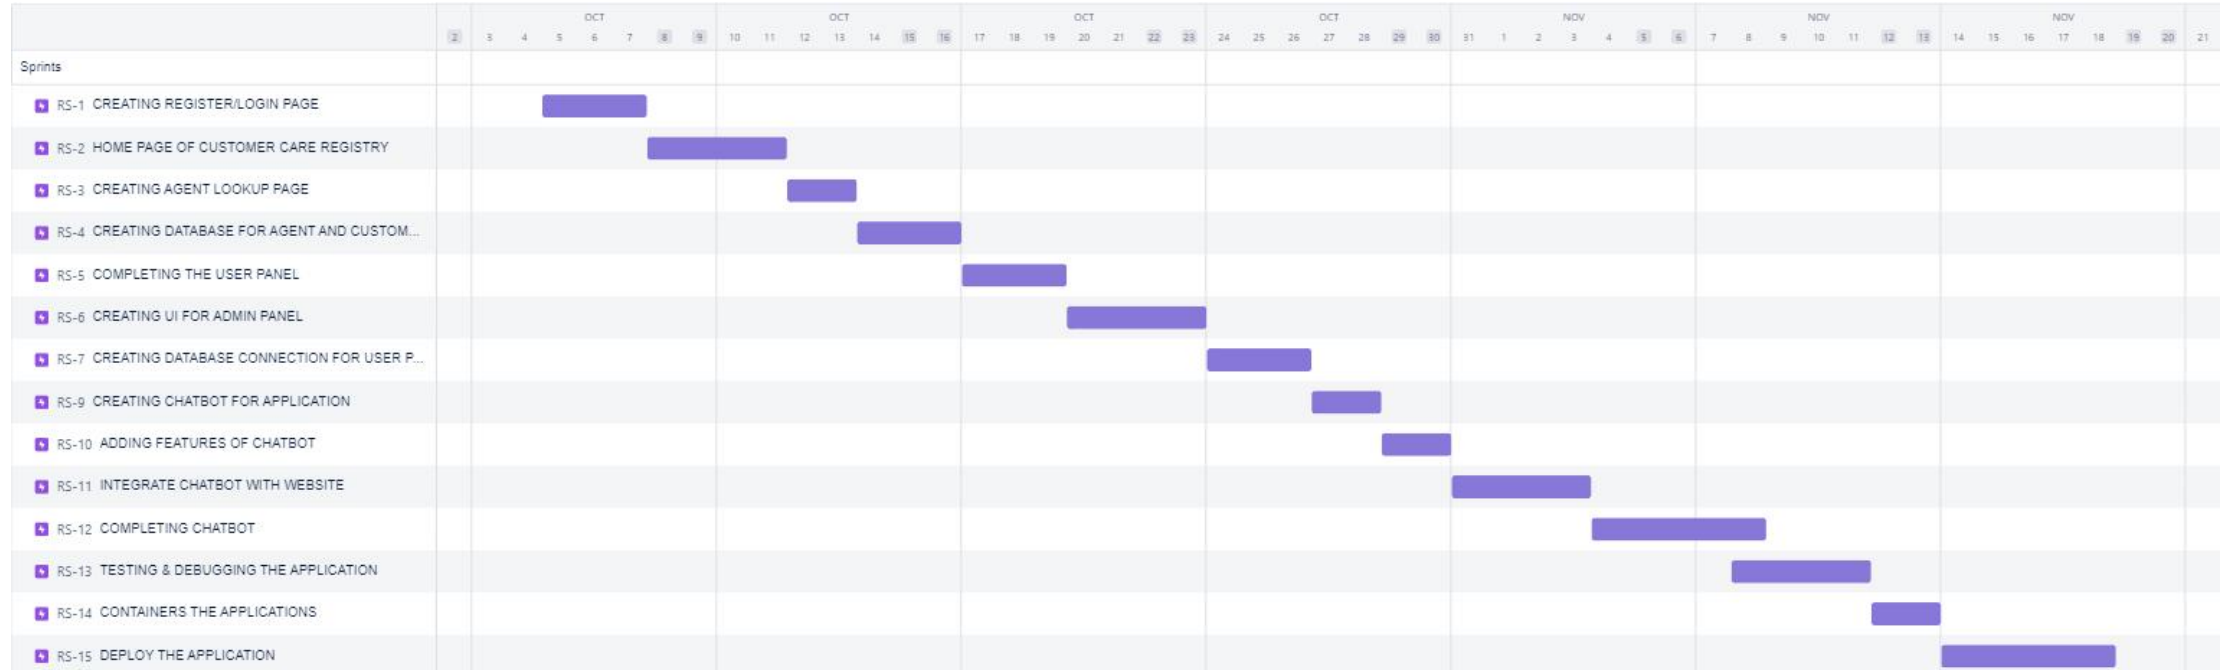 OCT OCT OCT OCT NOV NOV NOV
2 3 4 5 6 7 8 9 10 11 12 13 14 15 16 17 18 19 20 21 22 23 24 25 26 27 28 29 30 31 1 2 3 4 5 6 7 8 9 10 11 12 13 14 15 16 17 18 19 20 21
Sprints
RS-1 CREATING REGISTER/LOGIN PAGE
RS-2 HOME PAGE OF CUSTOMER CARE REGISTRY
RS-3 CREATING AGENT LOOKUP PAGE
RS-4 CREATING DATABASE FOR AGENT AND CUSTOM...
RS-5 COMPLETING THE USER PANEL
RS-6 CREATING UI FOR ADMIN PANEL
RS-7 CREATING DATABASE CONNECTION FOR USER P...
RS-9 CREATING CHATBOT FOR APPLICATION
RS-10 ADDING FEATURES OF CHATBOT
RS-11 INTEGRATE CHATBOT WITH WEBSITE
RS-12 COMPLETING CHATBOT
RS-13 TESTING & DEBUGGING THE APPLICATION
RS-14 CONTAINERS THE APPLICATIONS
RS-15 DEPLOY THE APPLICATION